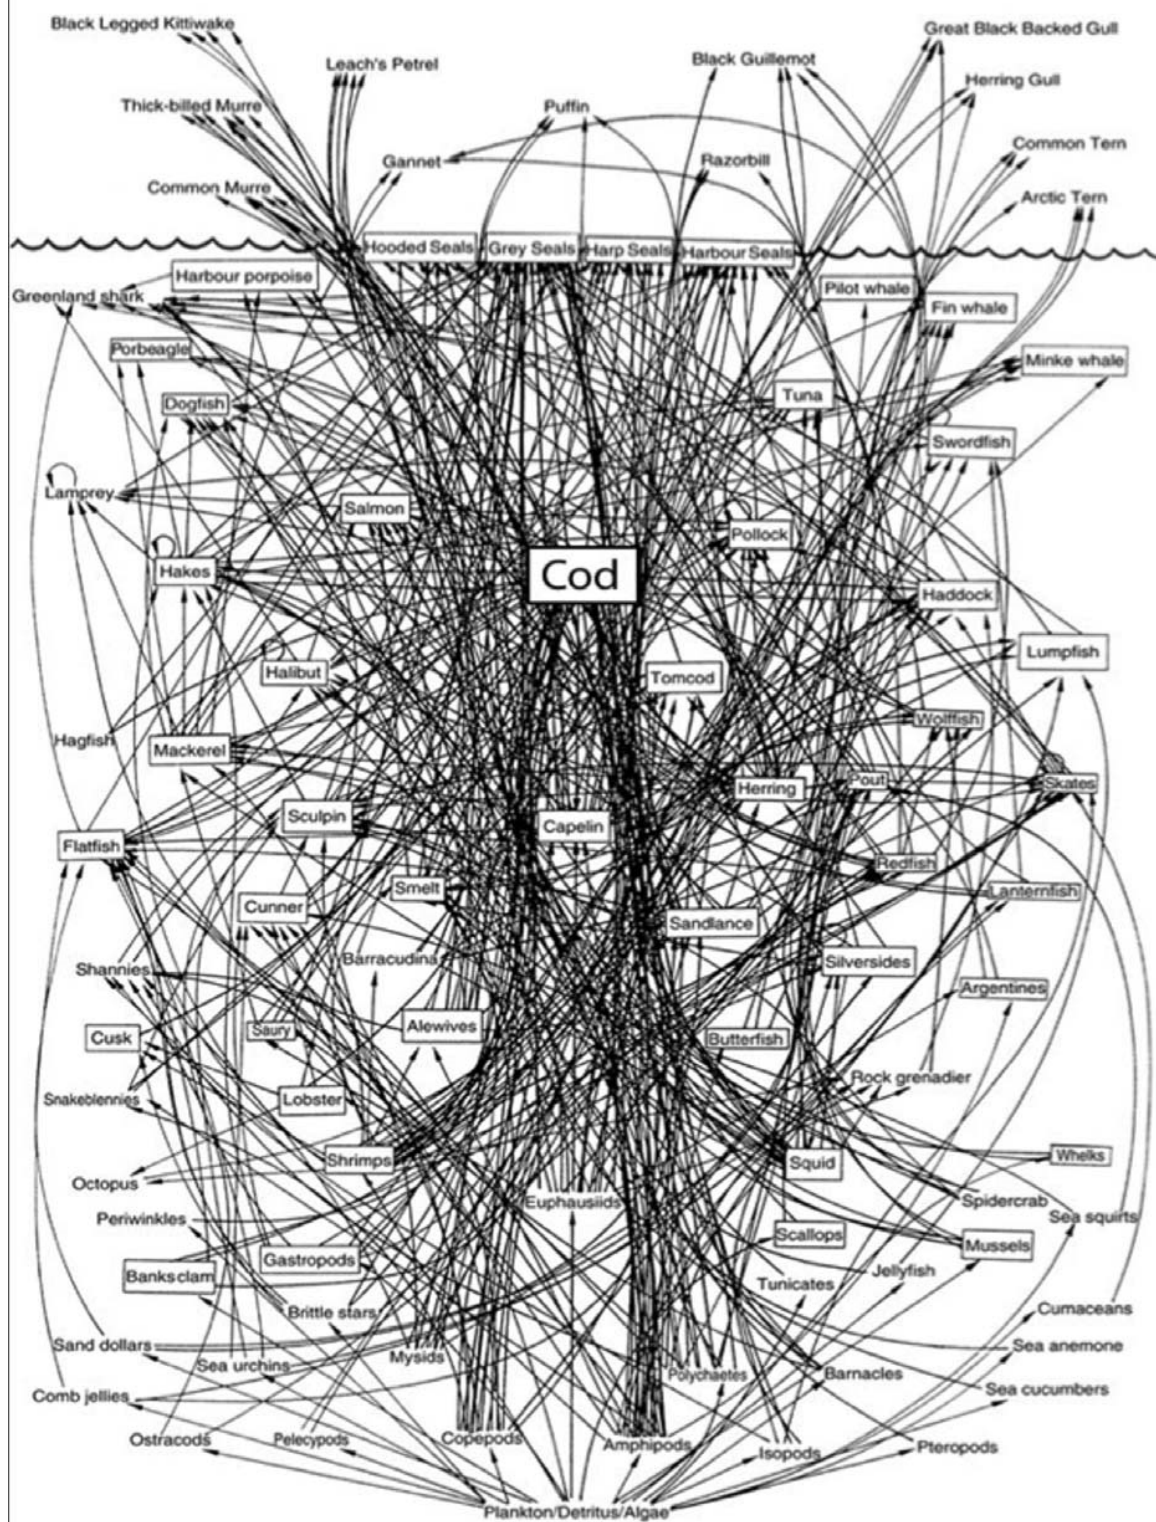 Black Legged Kittiwake
Great Black Backed Gull
Leach's Petrel
Black Guillemot
Herring Gull
Thick-billed Murre
Puffin
Common Tern
Gannet
Razorbill
Common Murre
Arctic Tern
Hooded Seals
Grey Seals
Harp Seals
Harbour Seals
Harbour porpoise
Pilot whale
Greenland shark
Fin whale
Porbeagle
Minke whale
Tuna
Dogfish
Swordfish
Lamprey
Salmon
Pollock
Hakes
Cod
Haddock
Lumpfish
Halibut
Tomcod
Wolffish
Hagfish
Mackerel
Herring
Pout
Skates
Sculpin
Capelin
Flatfish
Redfish
Smelt
Lanternfish
Cunner
Sandlance
Barracudina
Silversides
Shannies
Argentines
Saury
Alewives
Cusk
Butterfish
Rock grenadier
Snakeblennies
Lobster
Shrimps
Squid
Whelks
Octopus
Euphausiids
Spidercrab
Periwinkles
Sea squirts
Scallops
Mussels
Gastropods
Banksclam
Jellyfish
Tunicates
Brittle stars
Cumaceans
Sand dollars
Sea anemone
Mysids
Sea urchins
Polychaetes
Barnacles
Comb jellies
Sea cucumbers
Ostracods
Pelecypods
Copepods
Amphipods
Isopods
Pteropods
Plankton/Detritus/Algae